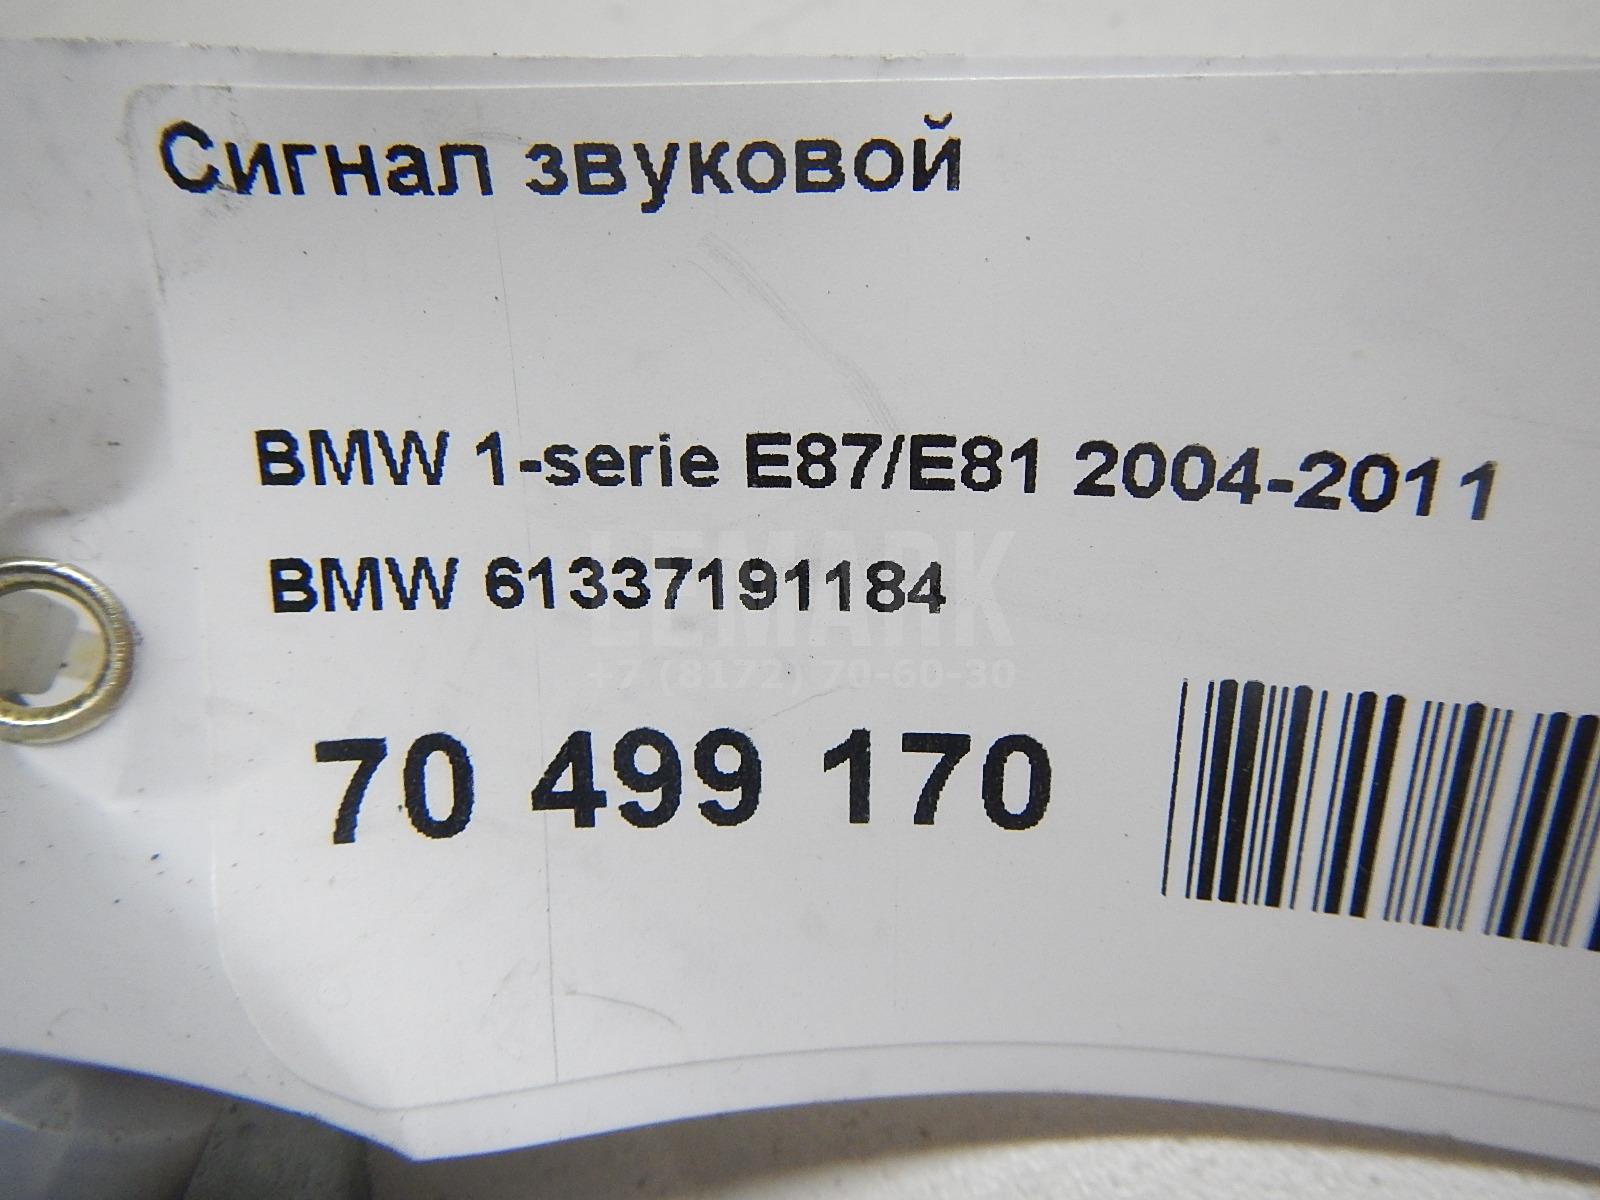 Сигнал звуковой
BMW 1-serie E87/E81 2004-2011
BMW 61337191184
LEMARK
+7 (8172) 70-60-30
70 499 170